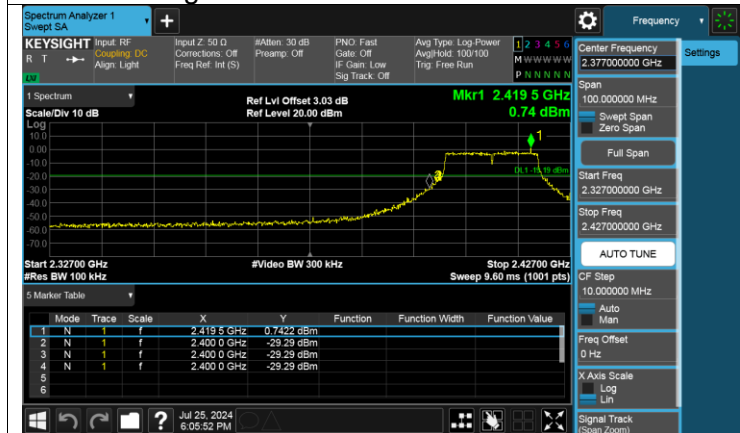 Spectrum Analyzer 1
Swept SA
+
Frequency
KEYSIGHT
R T
Input: RF
Coupling: DC
Align: Light
Input Z: 50 Ω
Corrections: Off
Freq Ref: Int (S)
#Atten: 30 dB
Preamp: Off
PNO: Fast
Gate: Off
IF Gain: Low
Sig Track: Off
Avg Type: Log-Power
Avg|Hold: 100/100
Trig: Free Run
1 2 3 4 5 6
M W W W W W
P N N N N N
Center Frequency
2.377000000 GHz
Settings
Span
100.000000 MHz
Swept Span
Zero Span
Full Span
Start Freq
2.327000000 GHz
Stop Freq
2.427000000 GHz
AUTO TUNE
CF Step
10.000000 MHz
Auto
Man
Freq Offset
0 Hz
X Axis Scale
Log
Lin
Signal Track
(Span Zoom)
1 Spectrum
Scale/Div 10 dB
Ref Lvl Offset 3.03 dB
Ref Level 20.00 dBm
Mkr1 2.419 5 GHz
0.74 dBm
Log
10.0
0.00
-10.0
-20.0
-30.0
-40.0
-50.0
-60.0
-70.0
1
DL1 -19.19 dBm
Start 2.32700 GHz
#Res BW 100 kHz
#Video BW 300 kHz
Stop 2.42700 GHz
Sweep 9.60 ms (1001 pts)
5 Marker Table
Mode Trace Scale X Y Function Function Width Function Value
1 N 1 f 2.419 5 GHz 0.7422 dBm
2 N 1 f 2.400 0 GHz -29.29 dBm
3 N 1 f 2.400 0 GHz -29.29 dBm
4 N 1 f 2.400 0 GHz -29.29 dBm
5
6
?
Jul 25, 2024
6:05:52 PM